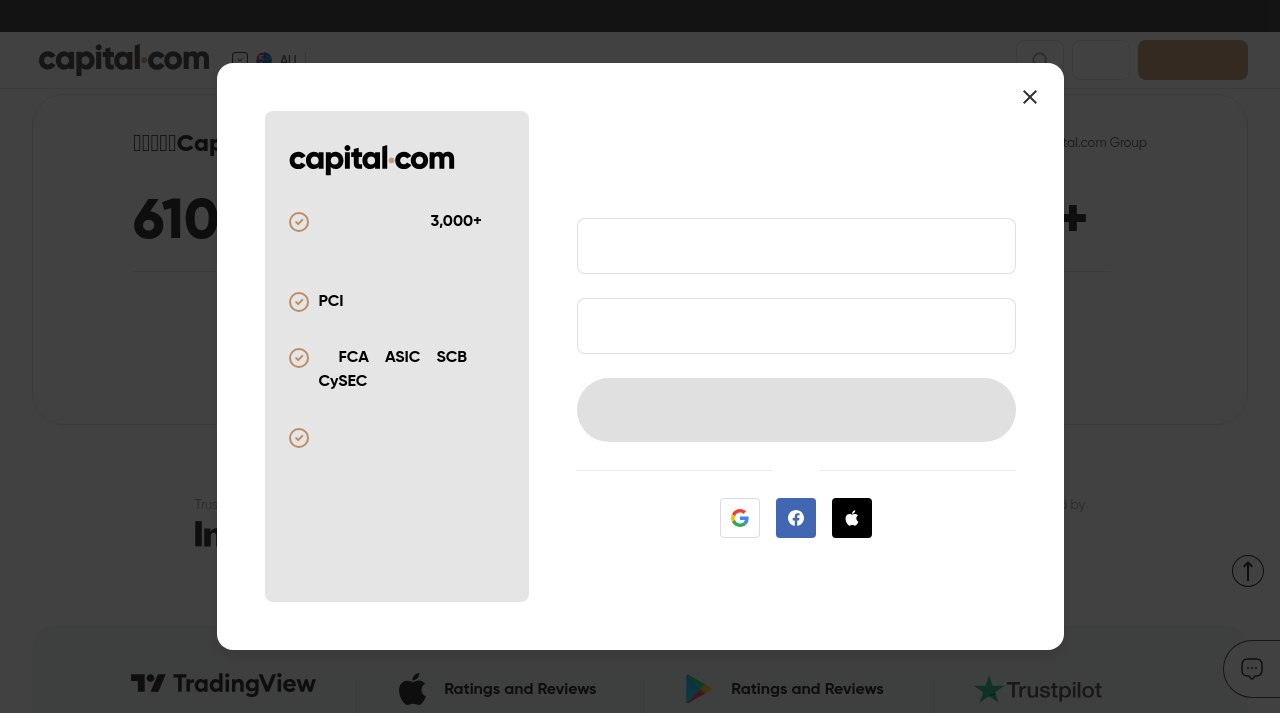 capital.com
AU
Cap
tal.com Group
610
+
capital.com
3,000+
PCI
FCA ASIC SCB
CySEC
Trus
d by
In
TradingView
Ratings and Reviews
Ratings and Reviews
Trustpilot